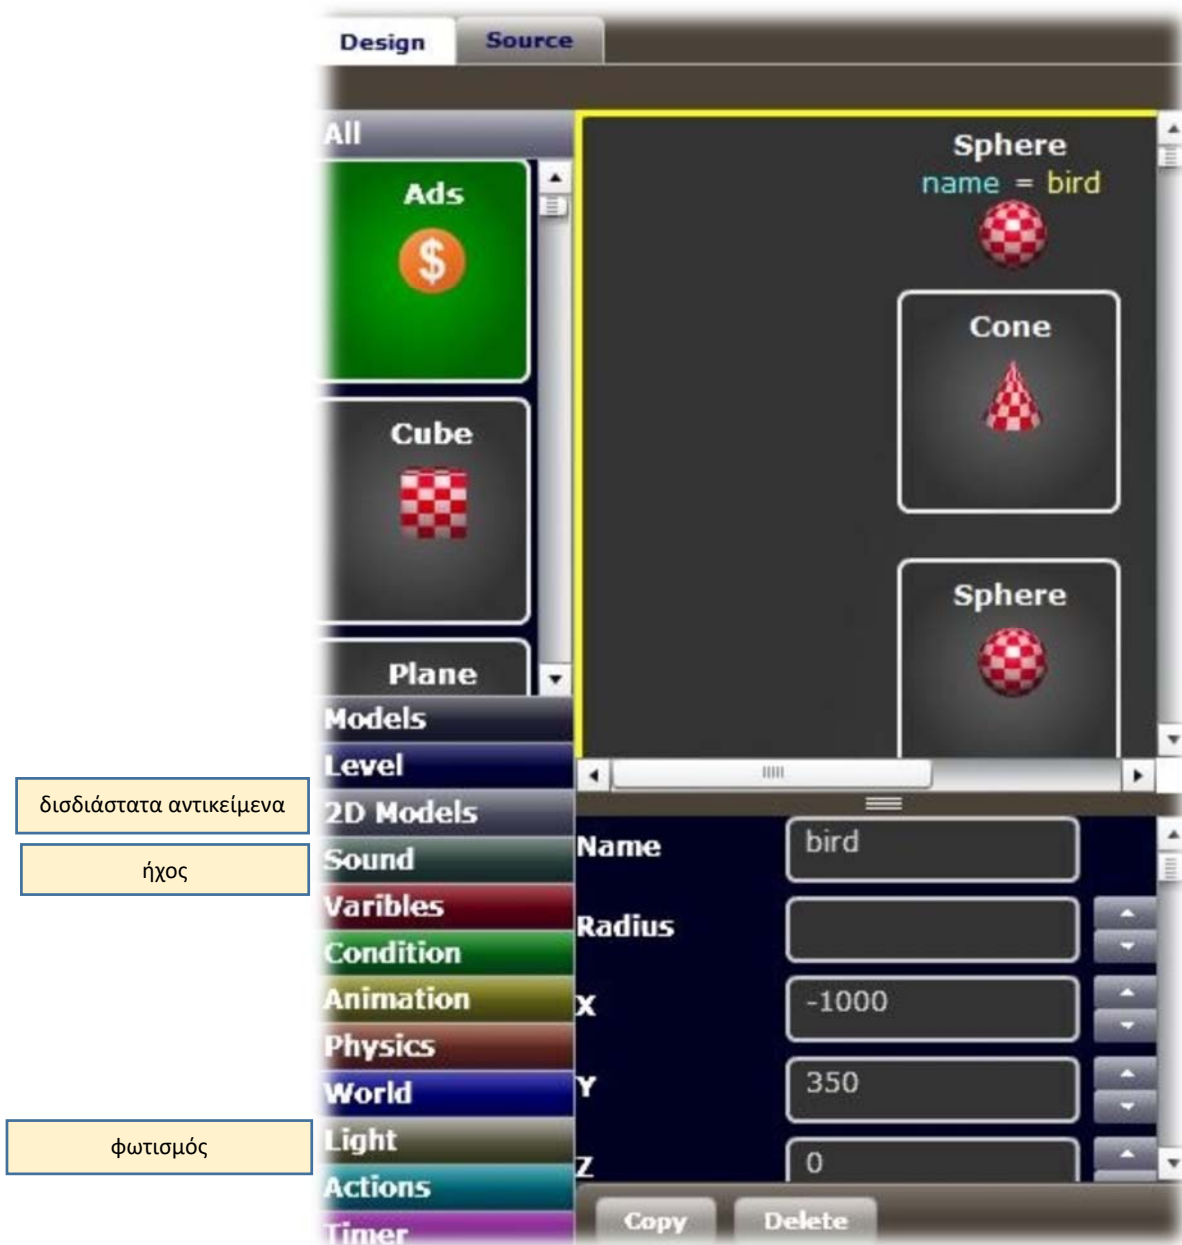 Design
Source
All
Ads
$
Cube
Plane
Models
Level
2D Models
Sound
Varibles
Condition
Animation
Physics
World
Light
Actions
Timer
δισδιάστατα αντικείμενα
ήχος
φωτισμός
Sphere
name = bird
Cone
Sphere
Name bird
Radius
X -1000
Y 350
Z 0
Copy Delete